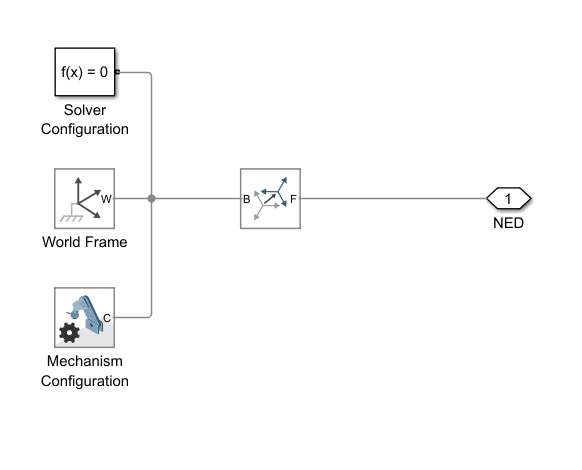 f(x) = 0
Solver
Configuration
W
World Frame
B
F
1
NED
C
Mechanism
Configuration